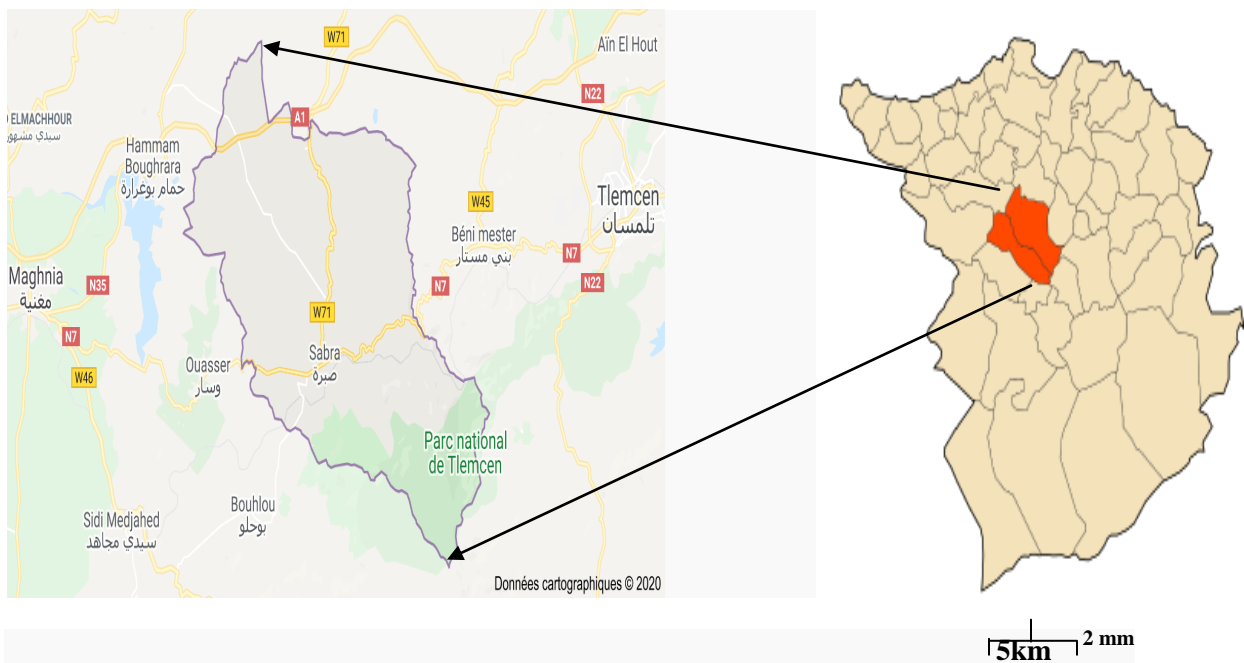 W71
Aïn El Hout
N22
ELMACHHOUR
سيدي مشهور
A1
Hammam
Boughrara
حمام بوغرارة
Tlemcen
تلمسان
W45
Béni mester
بني مستار
N7
Maghnia
مغنية
N35
N7
N22
W71
N7
Sabra
صبرة
Ouasser
وسار
W46
Parc national
de Tlemcen
Bouhlou
بوحلو
Sidi Medjahed
سيدي مجاهد
Données cartographiques © 2020
2 mm
5km